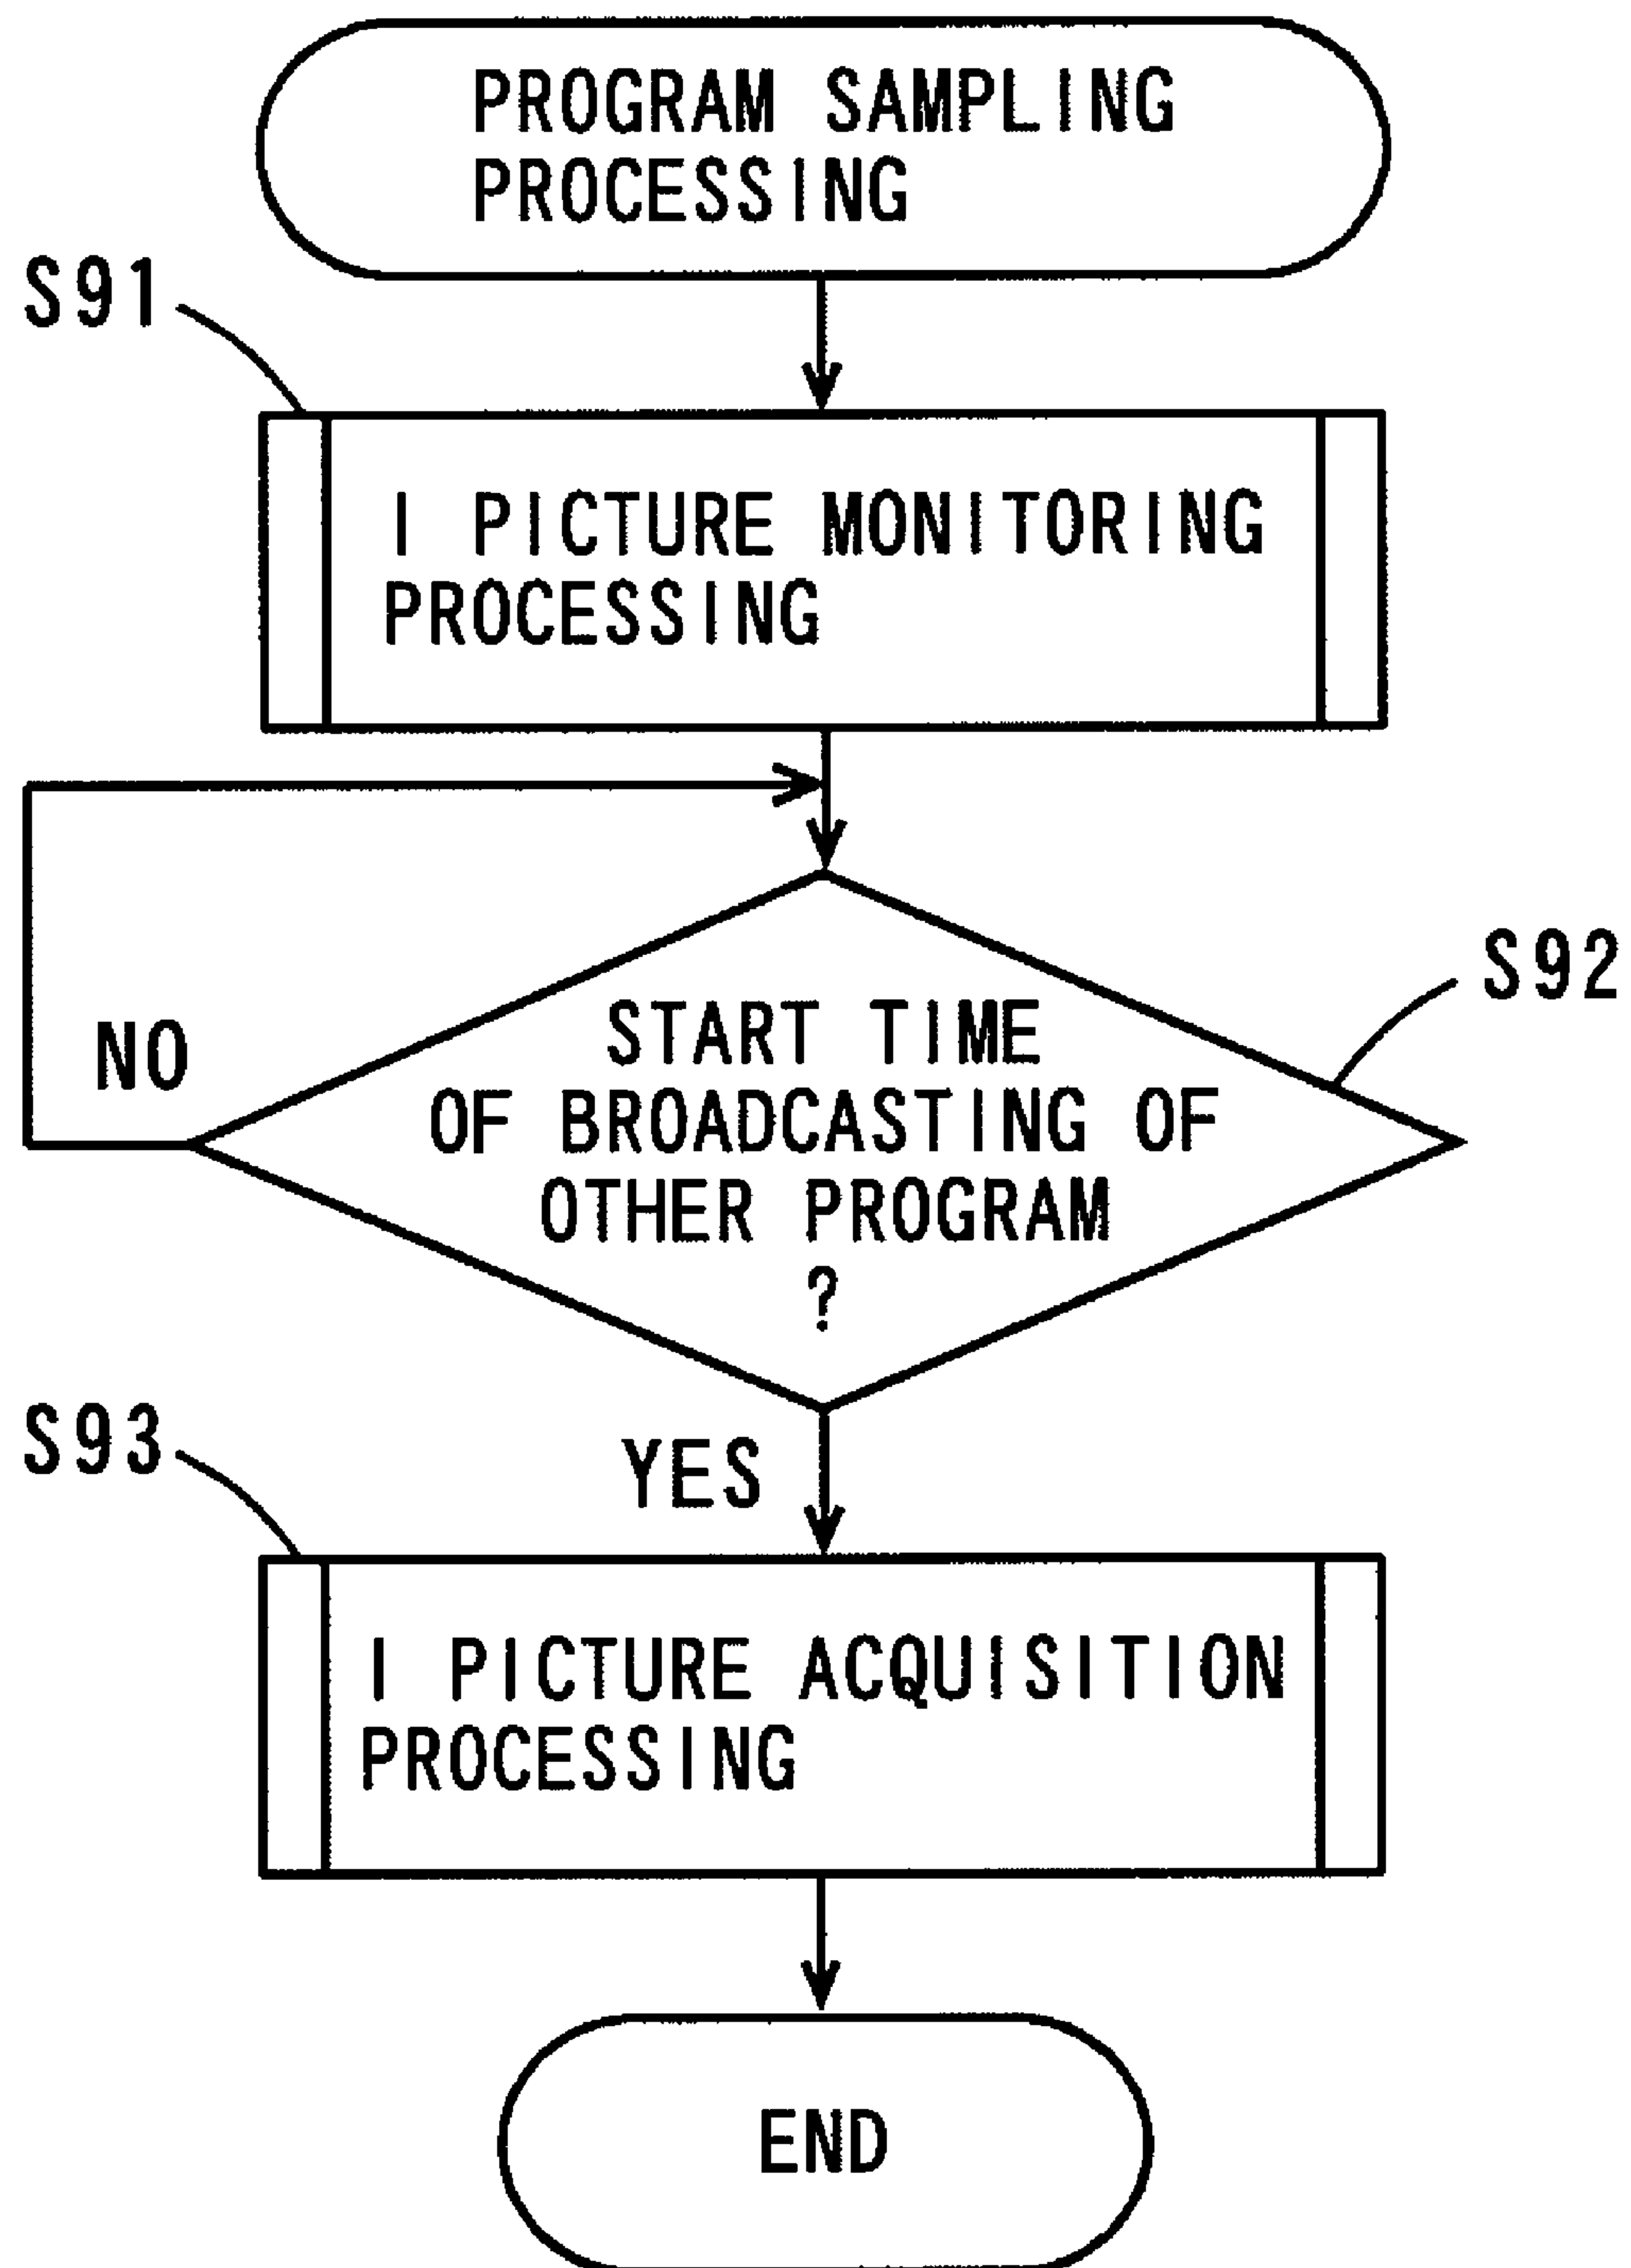 PROGRAM SAMPLING
PROCESSING
S91
I PICTURE MONITORING
PROCESSING
S92
START TIME
OF BROADCASTING OF
OTHER PROGRAM
?
NO
YES
S93
I PICTURE ACQUISITION
PROCESSING
END